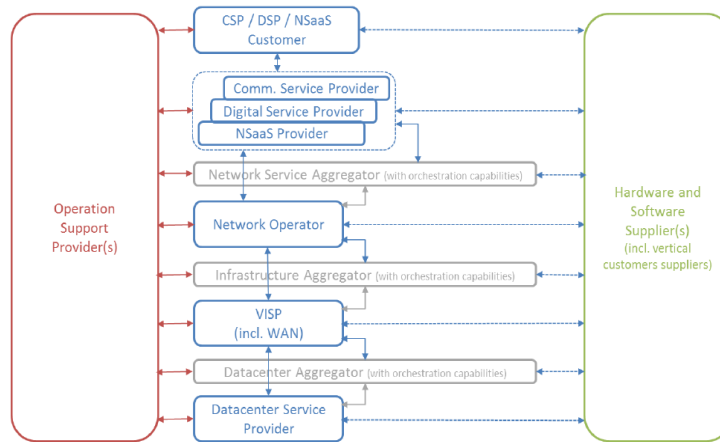 CSP / DSP / NSaaS
Customer
Comm. Service Provider
Digital Service Provider
NSaaS Provider
Network Service Aggregator (with orchestration capabilities)
Operation
Support
Provider(s)
Network Operator
Hardware and
Software
Supplier(s)
(incl. vertical
customers suppliers)
Infrastructure Aggregator (with orchestration capabilities)
VISP
(incl. WAN)
Datacenter Aggregator (with orchestration capabilities)
Datacenter Service
Provider